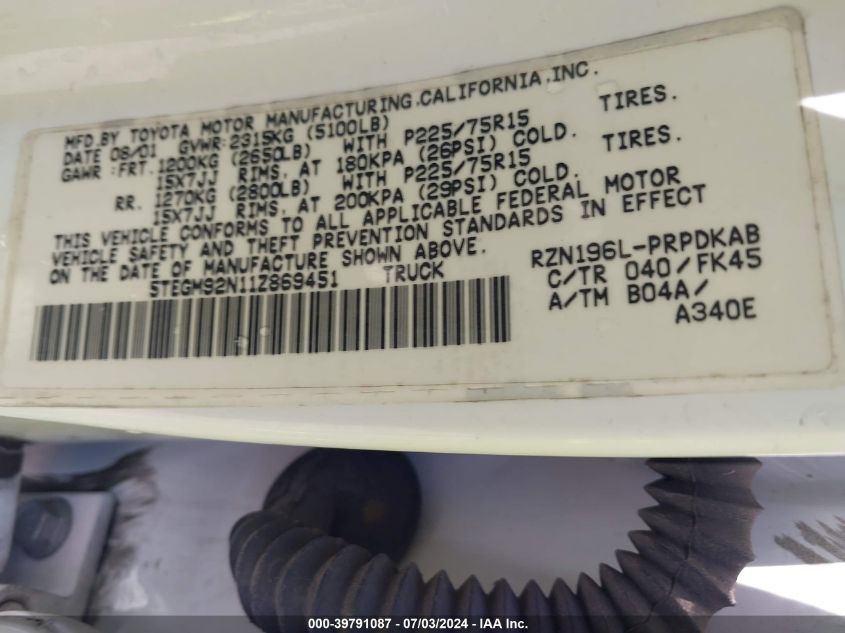 MFD.BY TOYOTA MOTOR MANUFACTURING.CALIFORNIA.INC.
DATE 08/01 GVWR:2315KG (5100LB)
GAWR:FRT.1200KG (2650LB) WITH P225/75R15 TIRES.
15X7JJ RIMS, AT 180KPA (26PSI) COLD.
RR. 1270KG (2800LB) WITH P225/75R15 TIRES.
15X7JJ RIMS, AT 200KPA (29PSI) COLD.
THIS VEHICLE CONFORMS TO ALL APPLICABLE FEDERAL MOTOR
VEHICLE SAFETY AND THEFT PREVENTION STANDARDS IN EFFECT
ON THE DATE OF MANUFACTURE SHOWN ABOVE.
5TEGM92N11Z869451 TRUCK
RZN196L-PRPDKAB
C/TR 040/FK45
A/TM B04A/
A340E
000-39791087 - 07/03/2024 - IAA Inc.